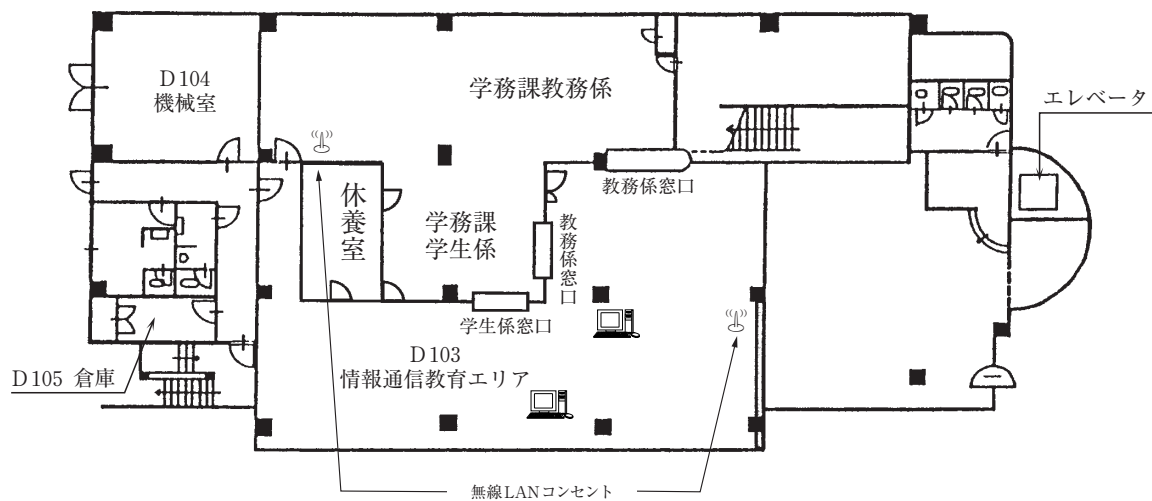 D104
機械室
学務課教務係
エレベータ
教務係窓口
休養室
学務課
学生係
教務係窓口
学生係窓口
D103
情報通信教育エリア
D105 倉庫
無線LANコンセント